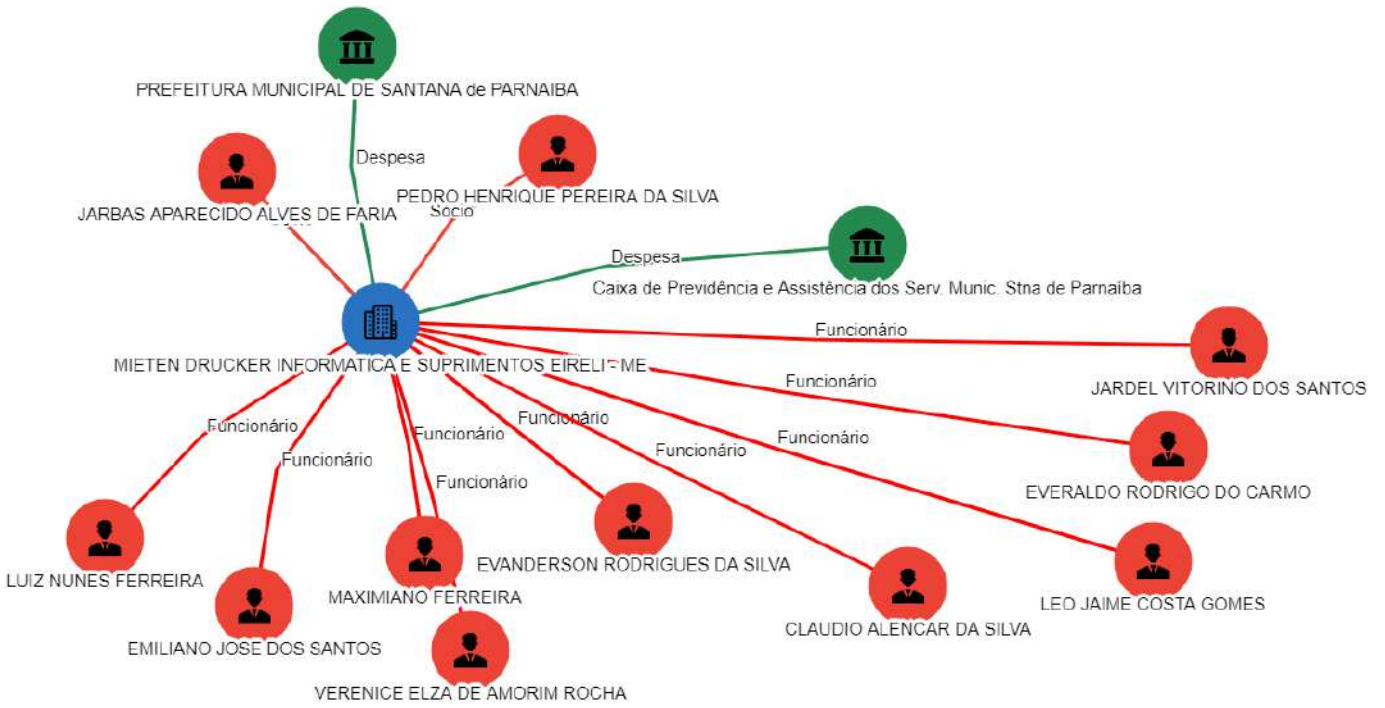 PREFEITURA MUNICIPAL DE SANTANA de PARNAIBA
Despesa
PEDRO HENRIQUE PEREIRA DA SILVA
Sócio
JARBAS APARECIDO ALVES DE FARIA
Despesa
Caixa de Previdência e Assistência dos Serv. Munic. Stna de Parnaíba
Funcionário
MIETEN DRUCKER INFORMATICA E SUPRIMENTOS EIRELI - ME
JARDEL VITORINO DOS SANTOS
Funcionário
Funcionário
Funcionário
Funcionário
Funcionário
Funcionário
Funcionário
Funcionário
EVERALDO RODRIGO DO CARMO
EVANDERSON RODRIGUES DA SILVA
LUIZ NUNES FERREIRA
MAXIMIANO FERREIRA
LEO JAIME COSTA GOMES
CLAUDIO ALENCAR DA SILVA
EMILIANO JOSE DOS SANTOS
VERENICE ELZA DE AMORIM ROCHA